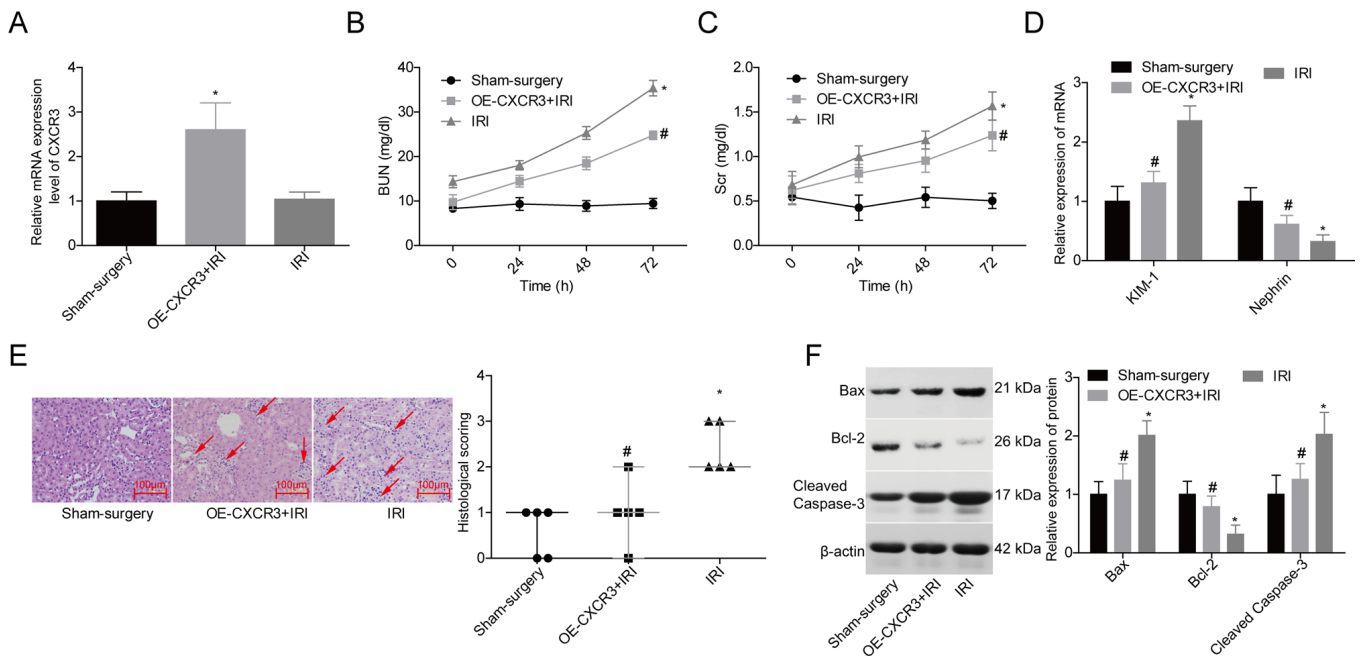 A
Relative mRNA expression
level of CXCR3
4
3
2
1
0
*
Sham-surgery
OE-CXCR3+IRI
IRI
B
BUN (mg/dl)
40
30
20
10
0
Sham-surgery
OE-CXCR3+IRI
IRI
*
#
0
24
48
72
Time (h)
C
Scr (mg/dl)
2.0
1.5
1.0
0.5
0.0
Sham-surgery
OE-CXCR3+IRI
IRI
*
#
0
24
48
72
Time (h)
D
Relative expression of mRNA
3
2
1
0
Sham-surgery
OE-CXCR3+IRI
IRI
#
*
#
*
KIM-1
Nephrin
E
100μm
100μm
100μm
Sham-surgery
OE-CXCR3+IRI
IRI
Histological scoring
4
3
2
1
0
#
*
Sham-surgery
OE-CXCR3+IRI
IRI
F
Bax
21 kDa
Bcl-2
26 kDa
Cleaved
Caspase-3
17 kDa
β-actin
42 kDa
Sham-surgery
OE-CXCR3+IRI
IRI
Relative expression of protein
3
2
1
0
Sham-surgery
OE-CXCR3+IRI
IRI
#
*
#
*
#
*
Bax
Bcl-2
Cleaved Caspase-3